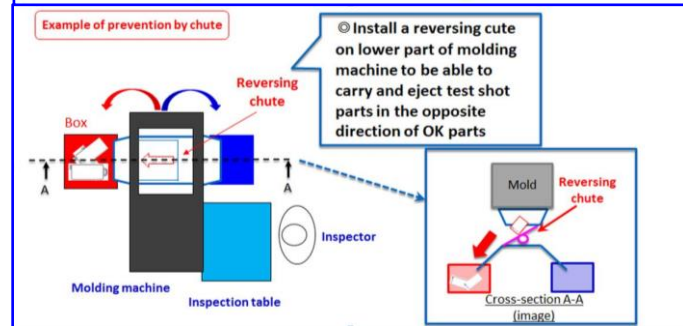 Example of prevention by chute
◎Install a reversing cute
on lower part of molding
machine to be able to
carry and eject test shot
parts in the opposite
direction of OK parts
Reversing
chute
Box
A
A
Inspector
Molding machine
Inspection table
Mold
Reversing
chute
Cross-section A-A
(image)